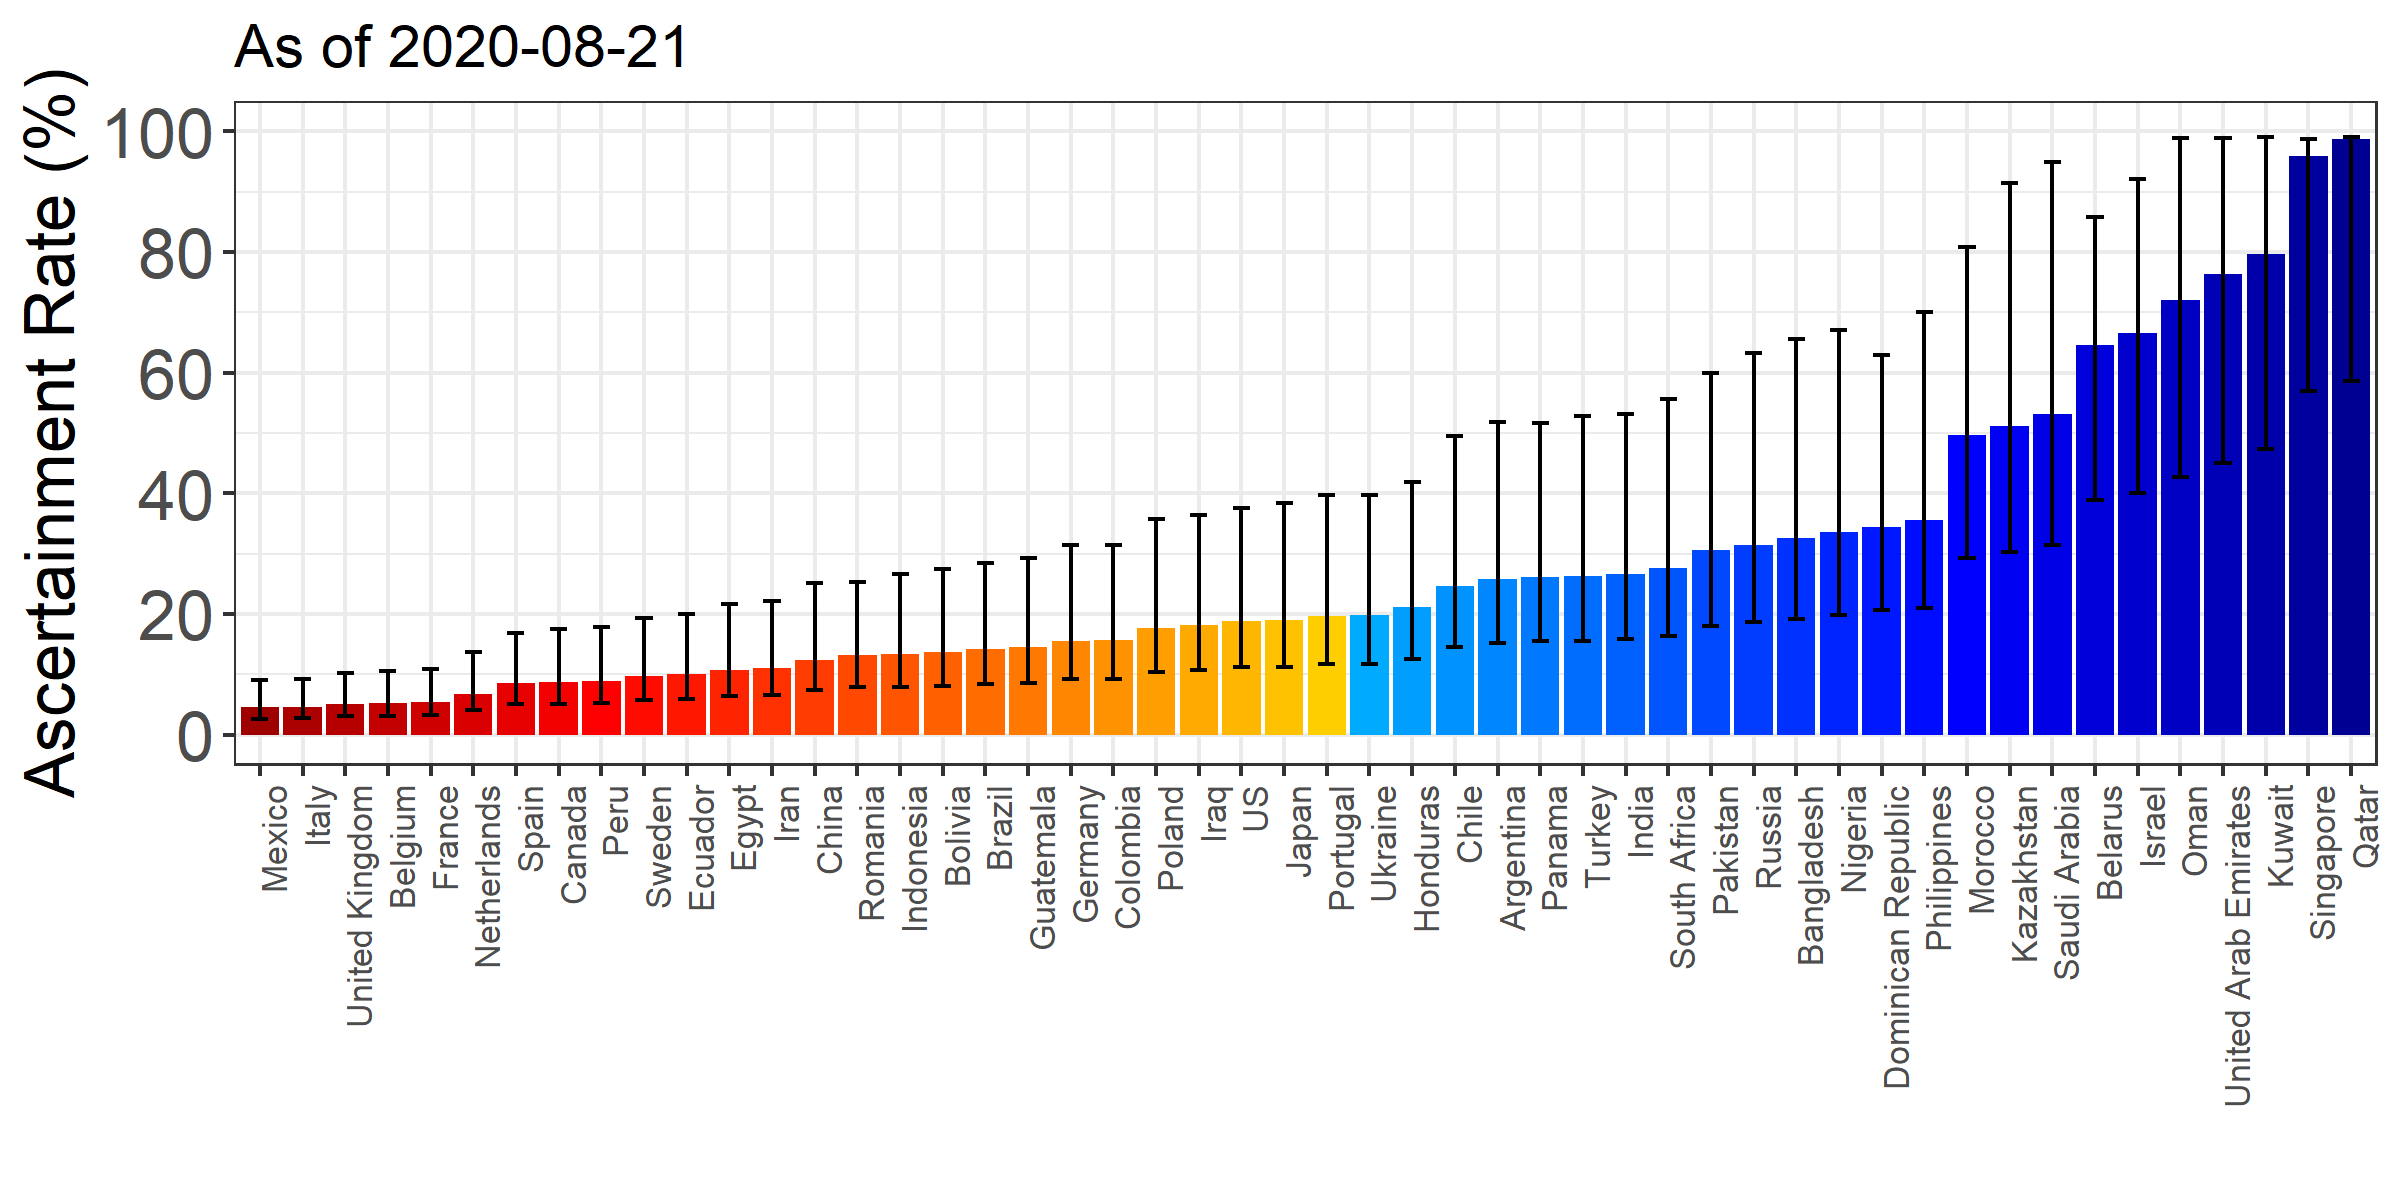 As of 2020-08-21
Ascertainment Rate (%)
100
80
60
40
20
0
Mexico
Italy
United Kingdom
Belgium
France
Netherlands
Spain
Canada
Peru
Sweden
Ecuador
Egypt
Iran
China
Romania
Indonesia
Bolivia
Brazil
Guatemala
Germany
Colombia
Poland
Iraq
US
Japan
Portugal
Ukraine
Honduras
Chile
Argentina
Panama
Turkey
India
South Africa
Pakistan
Russia
Bangladesh
Nigeria
Dominican Republic
Philippines
Morocco
Kazakhstan
Saudi Arabia
Belarus
Israel
Oman
United Arab Emirates
Kuwait
Singapore
Qatar